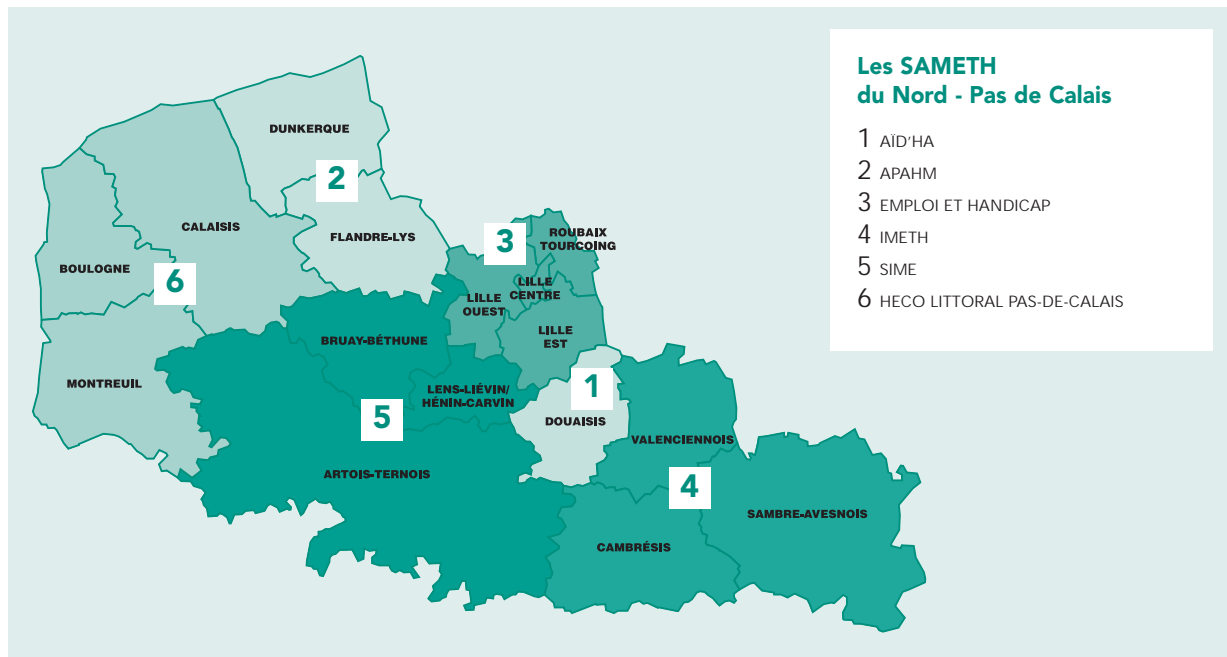 Les SAMETH
du Nord - Pas de Calais
1 AÏD'HA
2 APAHM
3 EMPLOI ET HANDICAP
4 IMETH
5 SIME
6 HECO LITTORAL PAS-DE-CALAIS
DUNKERQUE
2
FLANDRE-LYS
CALAISIS
BOULOGNE
6
MONTREUIL
3
ROUBAIX
TOURCOING
LILLE
CENTRE
LILLE
OUEST
LILLE
EST
BRUAY-BÉTHUNE
LENS-LIÉVIN/
HÉNIN-CARVIN
5
ARTOIS-TERNOIS
1
DOUAISIS
VALENCIENNOIS
4
SAMBRE-AVESNOIS
CAMBRÉSIS